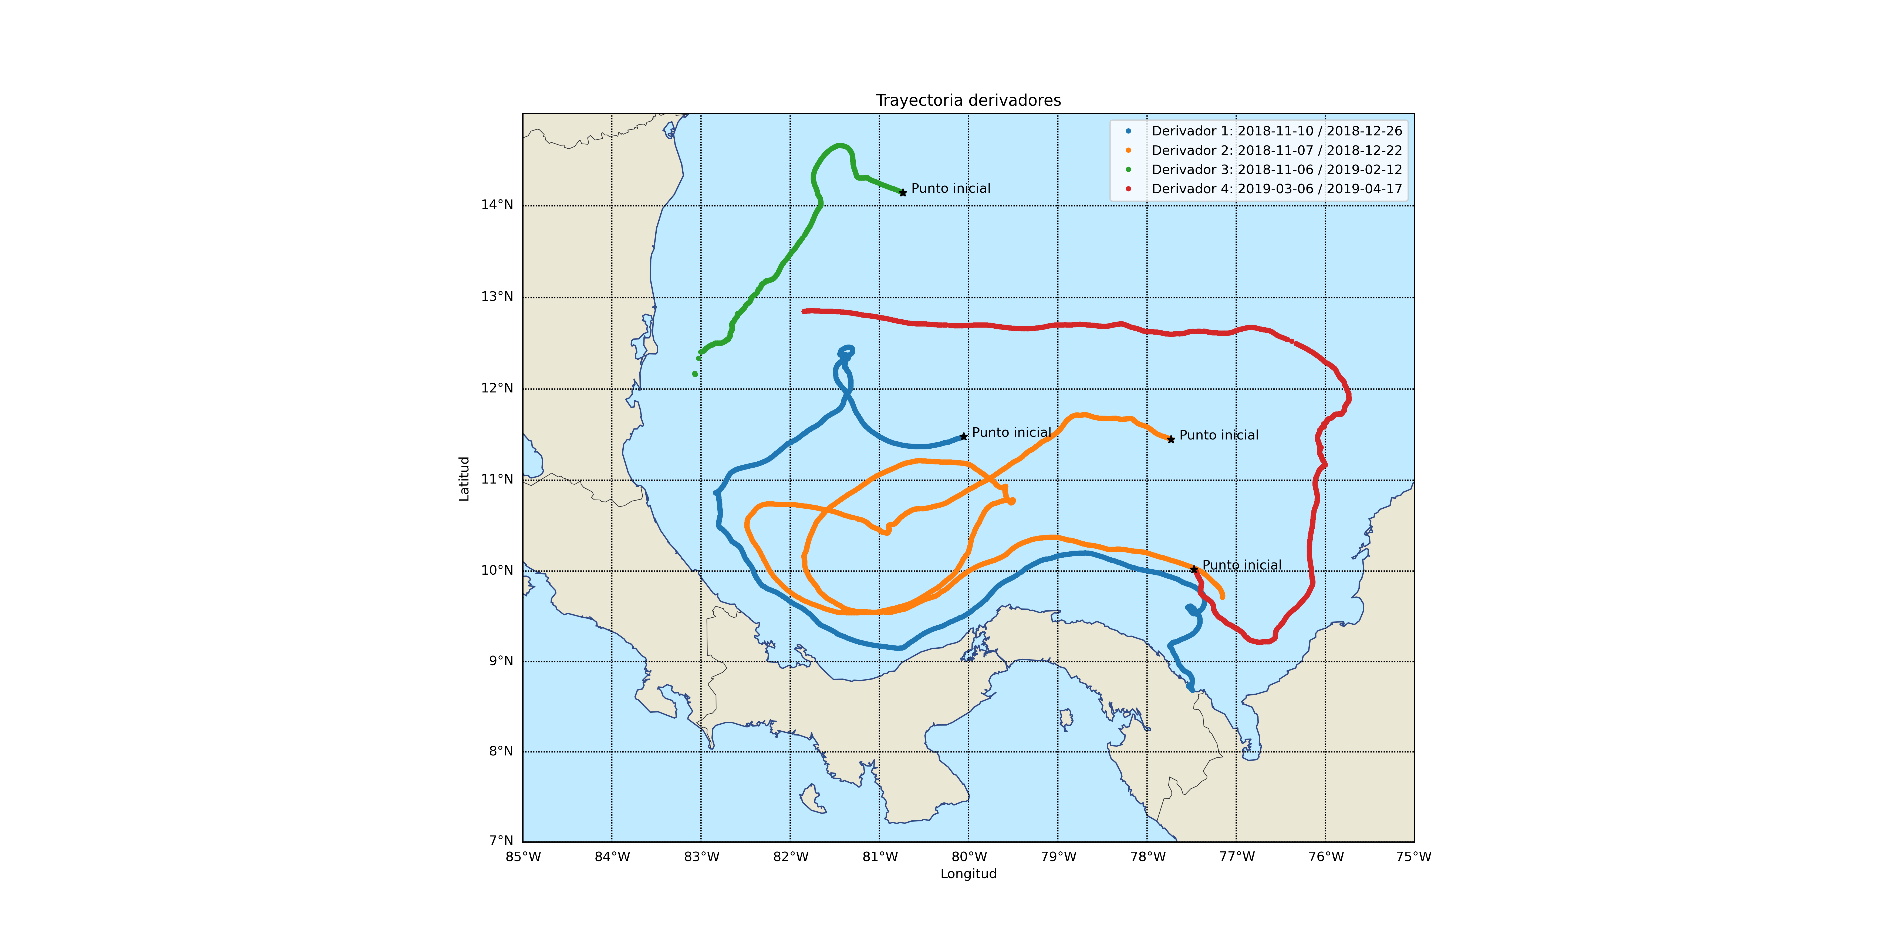 Trayectoria derivadores
Derivador 1: 2018-11-10 / 2018-12-26
Derivador 2: 2018-11-07 / 2018-12-22
Derivador 3: 2018-11-06 / 2019-02-12
Derivador 4: 2019-03-06 / 2019-04-17
Punto inicial
14°N
13°N
12°N
Punto inicial
Punto inicial
11°N
Latitud
10°N
Punto inicial
9°N
8°N
7°N
85°W 84°W 83°W 82°W 81°W 80°W 79°W 78°W 77°W 76°W 75°W
Longitud